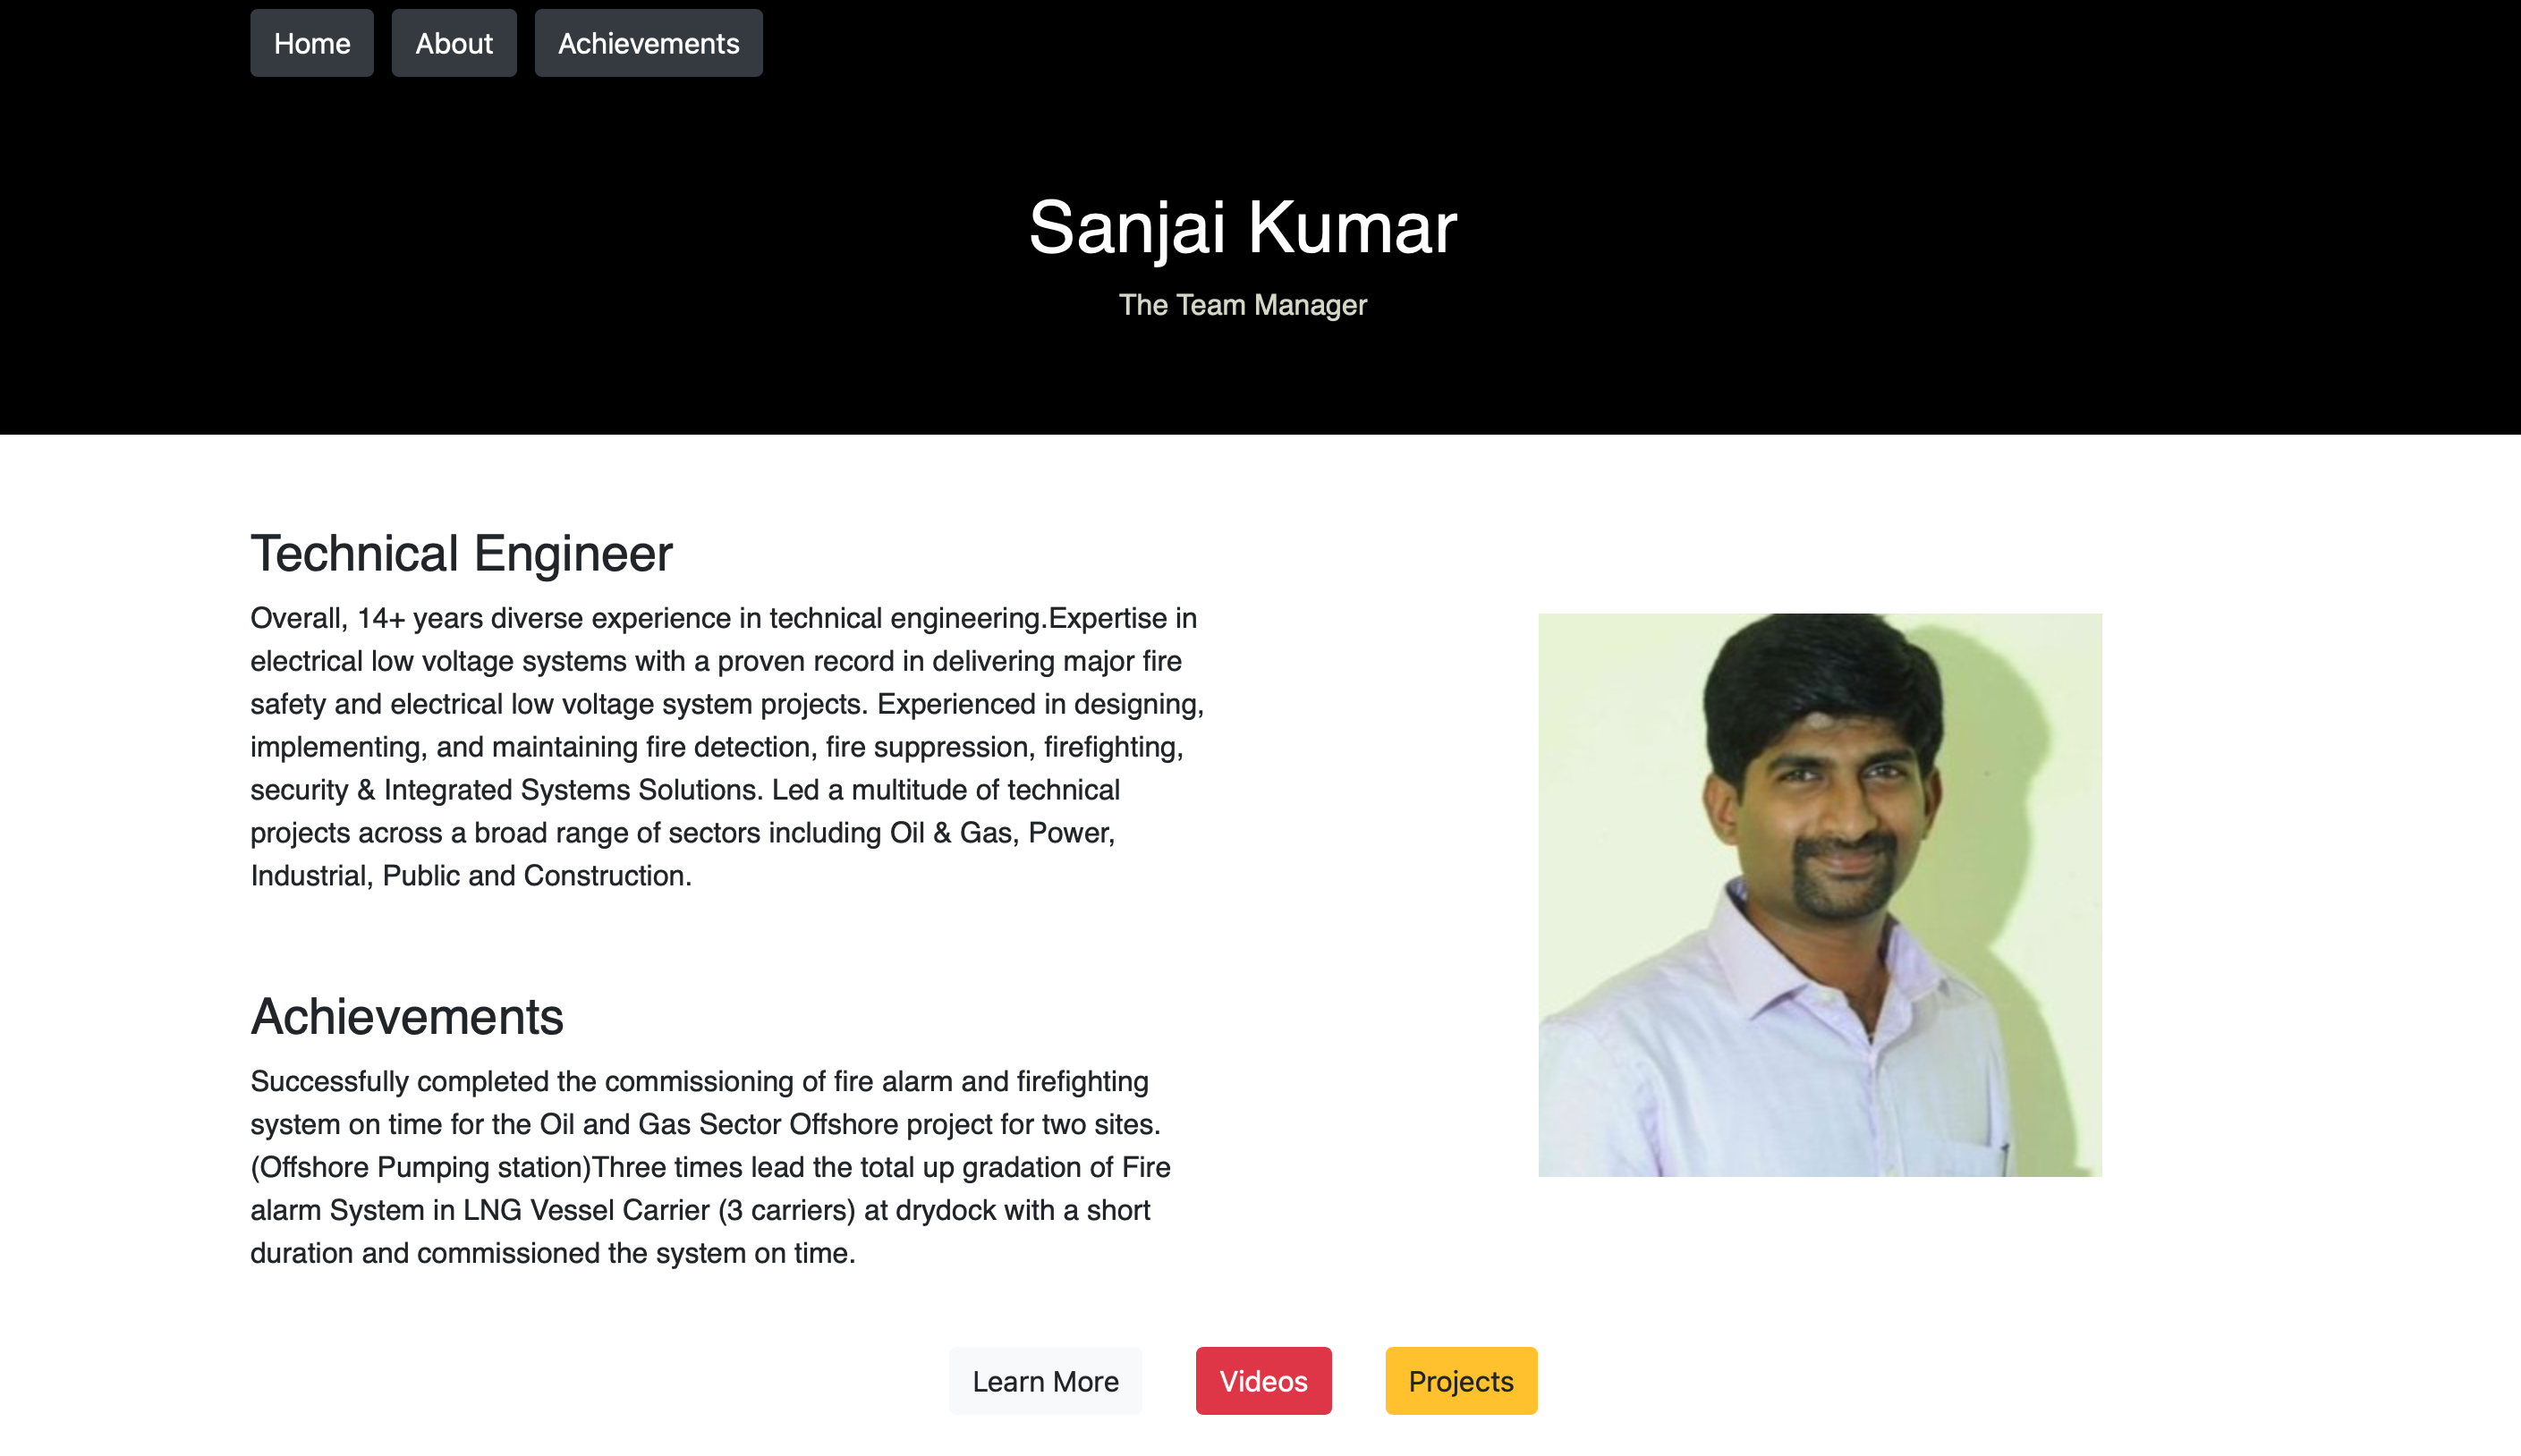 Home About Achievements
Sanjai Kumar
The Team Manager
Technical Engineer
Overall, 14+ years diverse experience in technical engineering.Expertise in
electrical low voltage systems with a proven record in delivering major fire
safety and electrical low voltage system projects. Experienced in designing,
implementing, and maintaining fire detection, fire suppression, firefighting,
security & Integrated Systems Solutions. Led a multitude of technical
projects across a broad range of sectors including Oil & Gas, Power,
Industrial, Public and Construction.
Achievements
Successfully completed the commissioning of fire alarm and firefighting
system on time for the Oil and Gas Sector Offshore project for two sites.
(Offshore Pumping station)Three times lead the total up gradation of Fire
alarm System in LNG Vessel Carrier (3 carriers) at drydock with a short
duration and commissioned the system on time.
Learn More Videos Projects